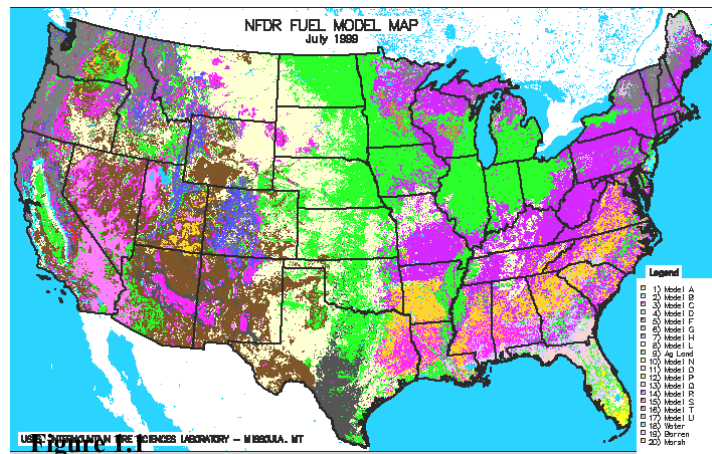 NFDR FUEL MODEL MAP
July 1999
Legend
1) Model A
2) Model B
3) Model C
4) Model D
5) Model F
6) Model G
7) Model H
8) Model L
9) Ag Land
10) Model N
11) Model O
12) Model P
13) Model Q
14) Model R
15) Model S
16) Model T
17) Model U
18) Water
19) Barren
20) Marsh
INTERMOUNTAIN FIRE SCIENCES LABORATORY - MISSOULA, MT
Figure 1.1